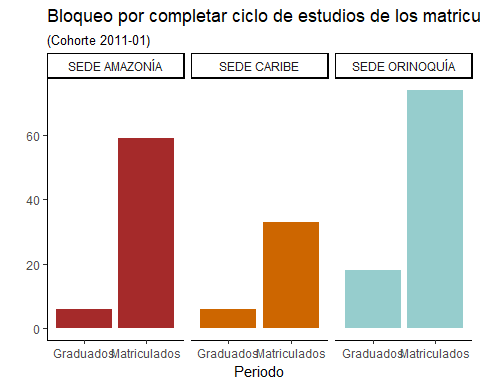 Bloqueo por completar ciclo de estudios de los matricu
(Cohorte 2011-01)
SEDE AMAZONÍA SEDE CARIBE SEDE ORINOQUÍA
60
40
20
0
Graduados Matriculados Graduados Matriculados Graduados Matriculados
Periodo